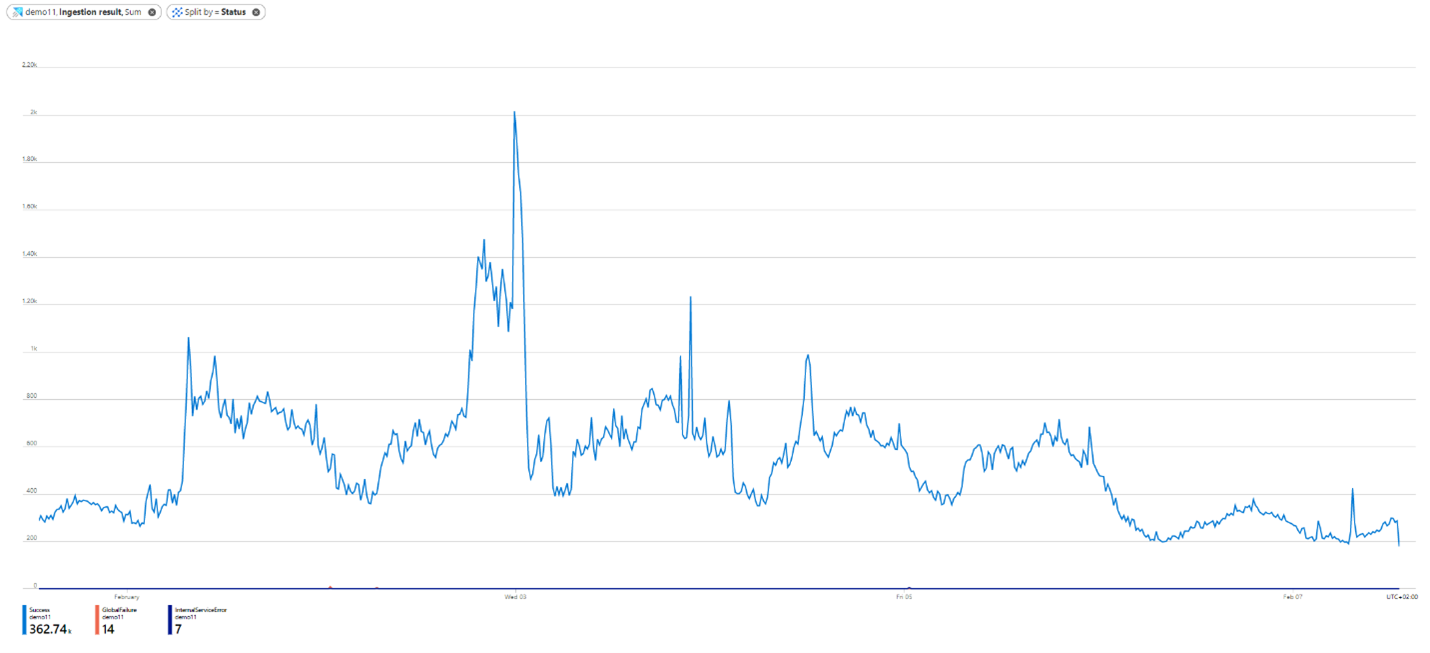 demo11, Ingestion result, Sum Split by = Status
2.20k
2k
1.80k
1.60k
1.40k
1.20k
1k
800
600
400
200
0
February Wed 03 Fri 05 Feb 07 UTC+02:00
Success GlobalFailure InternalServiceError
demo11 demo11 demo11
362.74k 14 7